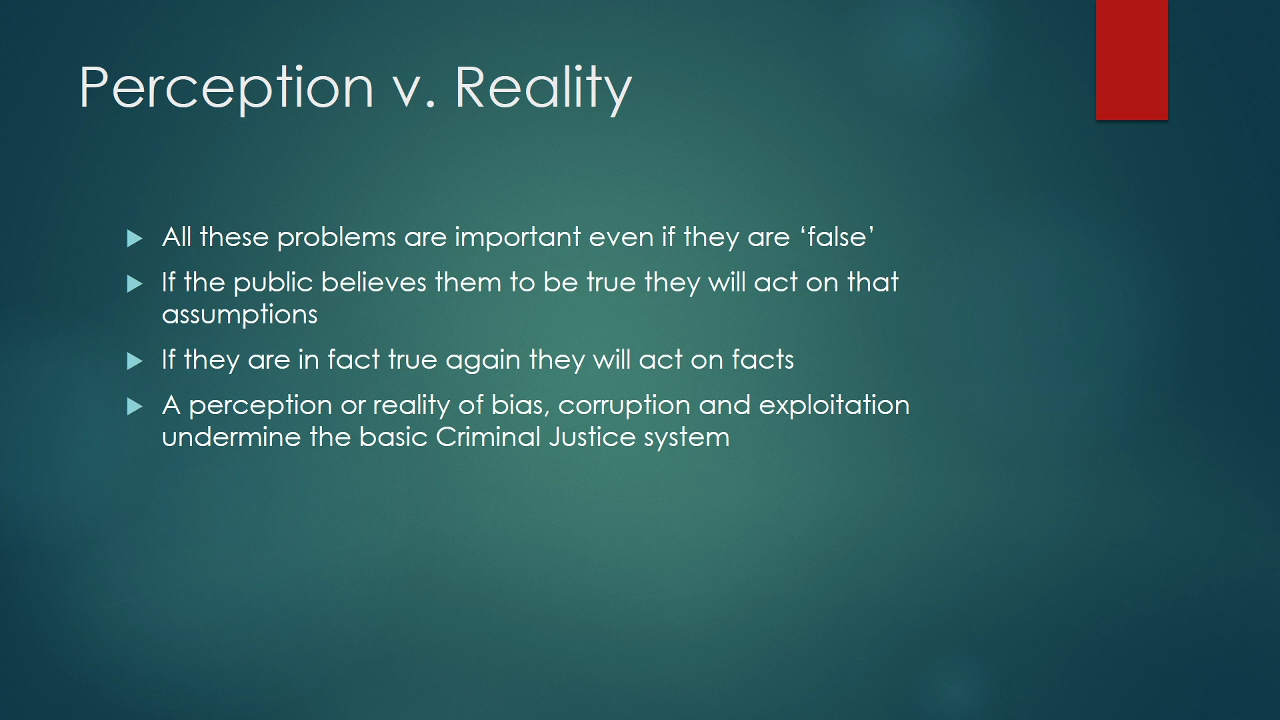 Perception v. Reality
All these problems are important even if they are ‘false’
If the public believes them to be true they will act on that
assumptions
If they are in fact true again they will act on facts
A perception or reality of bias, corruption and exploitation
undermine the basic Criminal Justice system